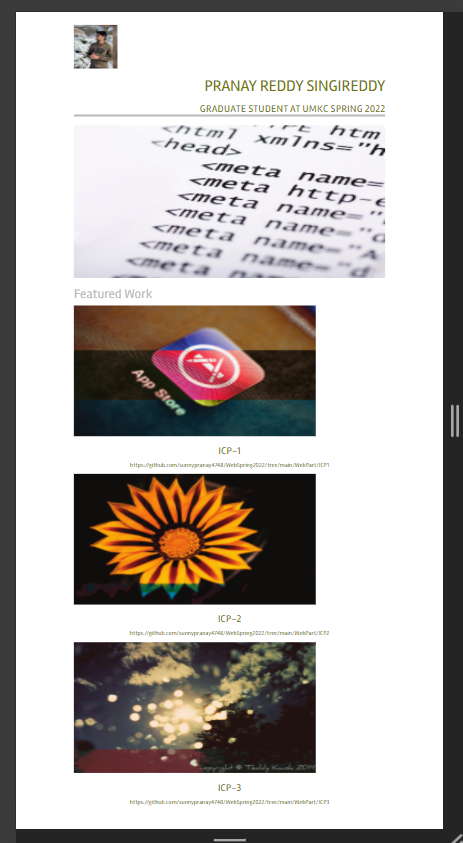 PRANAY REDDY SINGIREDDY
GRADUATE STUDENT AT UMKC SPRING 2022
<html
xmlns="h
<head>
<meta name=
<meta http-e
<meta name="
<meta name="d
<meta name="A
<meta name="d
Featured Work
App Store
ICP-1
https://github.com/sunnypranay4748/WebSpring2022/tree/main/WebPart/ICP1
ICP-2
https://github.com/sunnypranay4748/WebSpring2022/tree/main/WebPart/ICP2
copyright ©
ICP-3
https://github.com/sunnypranay4748/WebSpring2022/tree/main/WebPart/ICP3